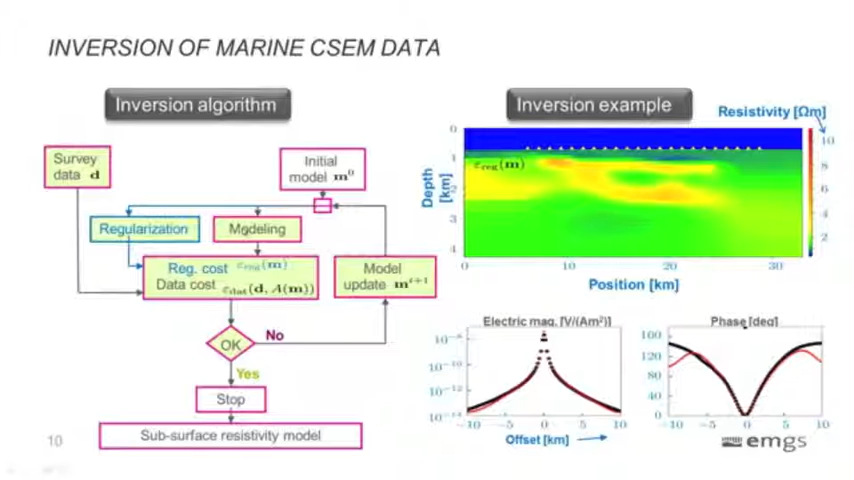 INVERSION OF MARINE CSEM DATA
Inversion algorithm
Survey
data d
Initial
model m⁰
Regularization
Modeling
Reg. cost ε_reg(m)
Data cost ε_dat(d, A(m))
Model
update mⁱ⁺¹
OK
No
Yes
Stop
Sub-surface resistivity model
10
Inversion example
Resistivity [Ωm]
ε_reg(m)
Depth
[km]
0
1
2
3
4
0 10 20 30
Position [km]
10
8
6
4
2
Electric mag. [V/(Am²)]
10⁻⁸
10⁻¹⁰
10⁻¹²
10⁻¹⁴
−10 −5 0 5 10
Offset [km]
Phase [deg]
160
120
80
40
0
−10 −5 0 5 10
emgs